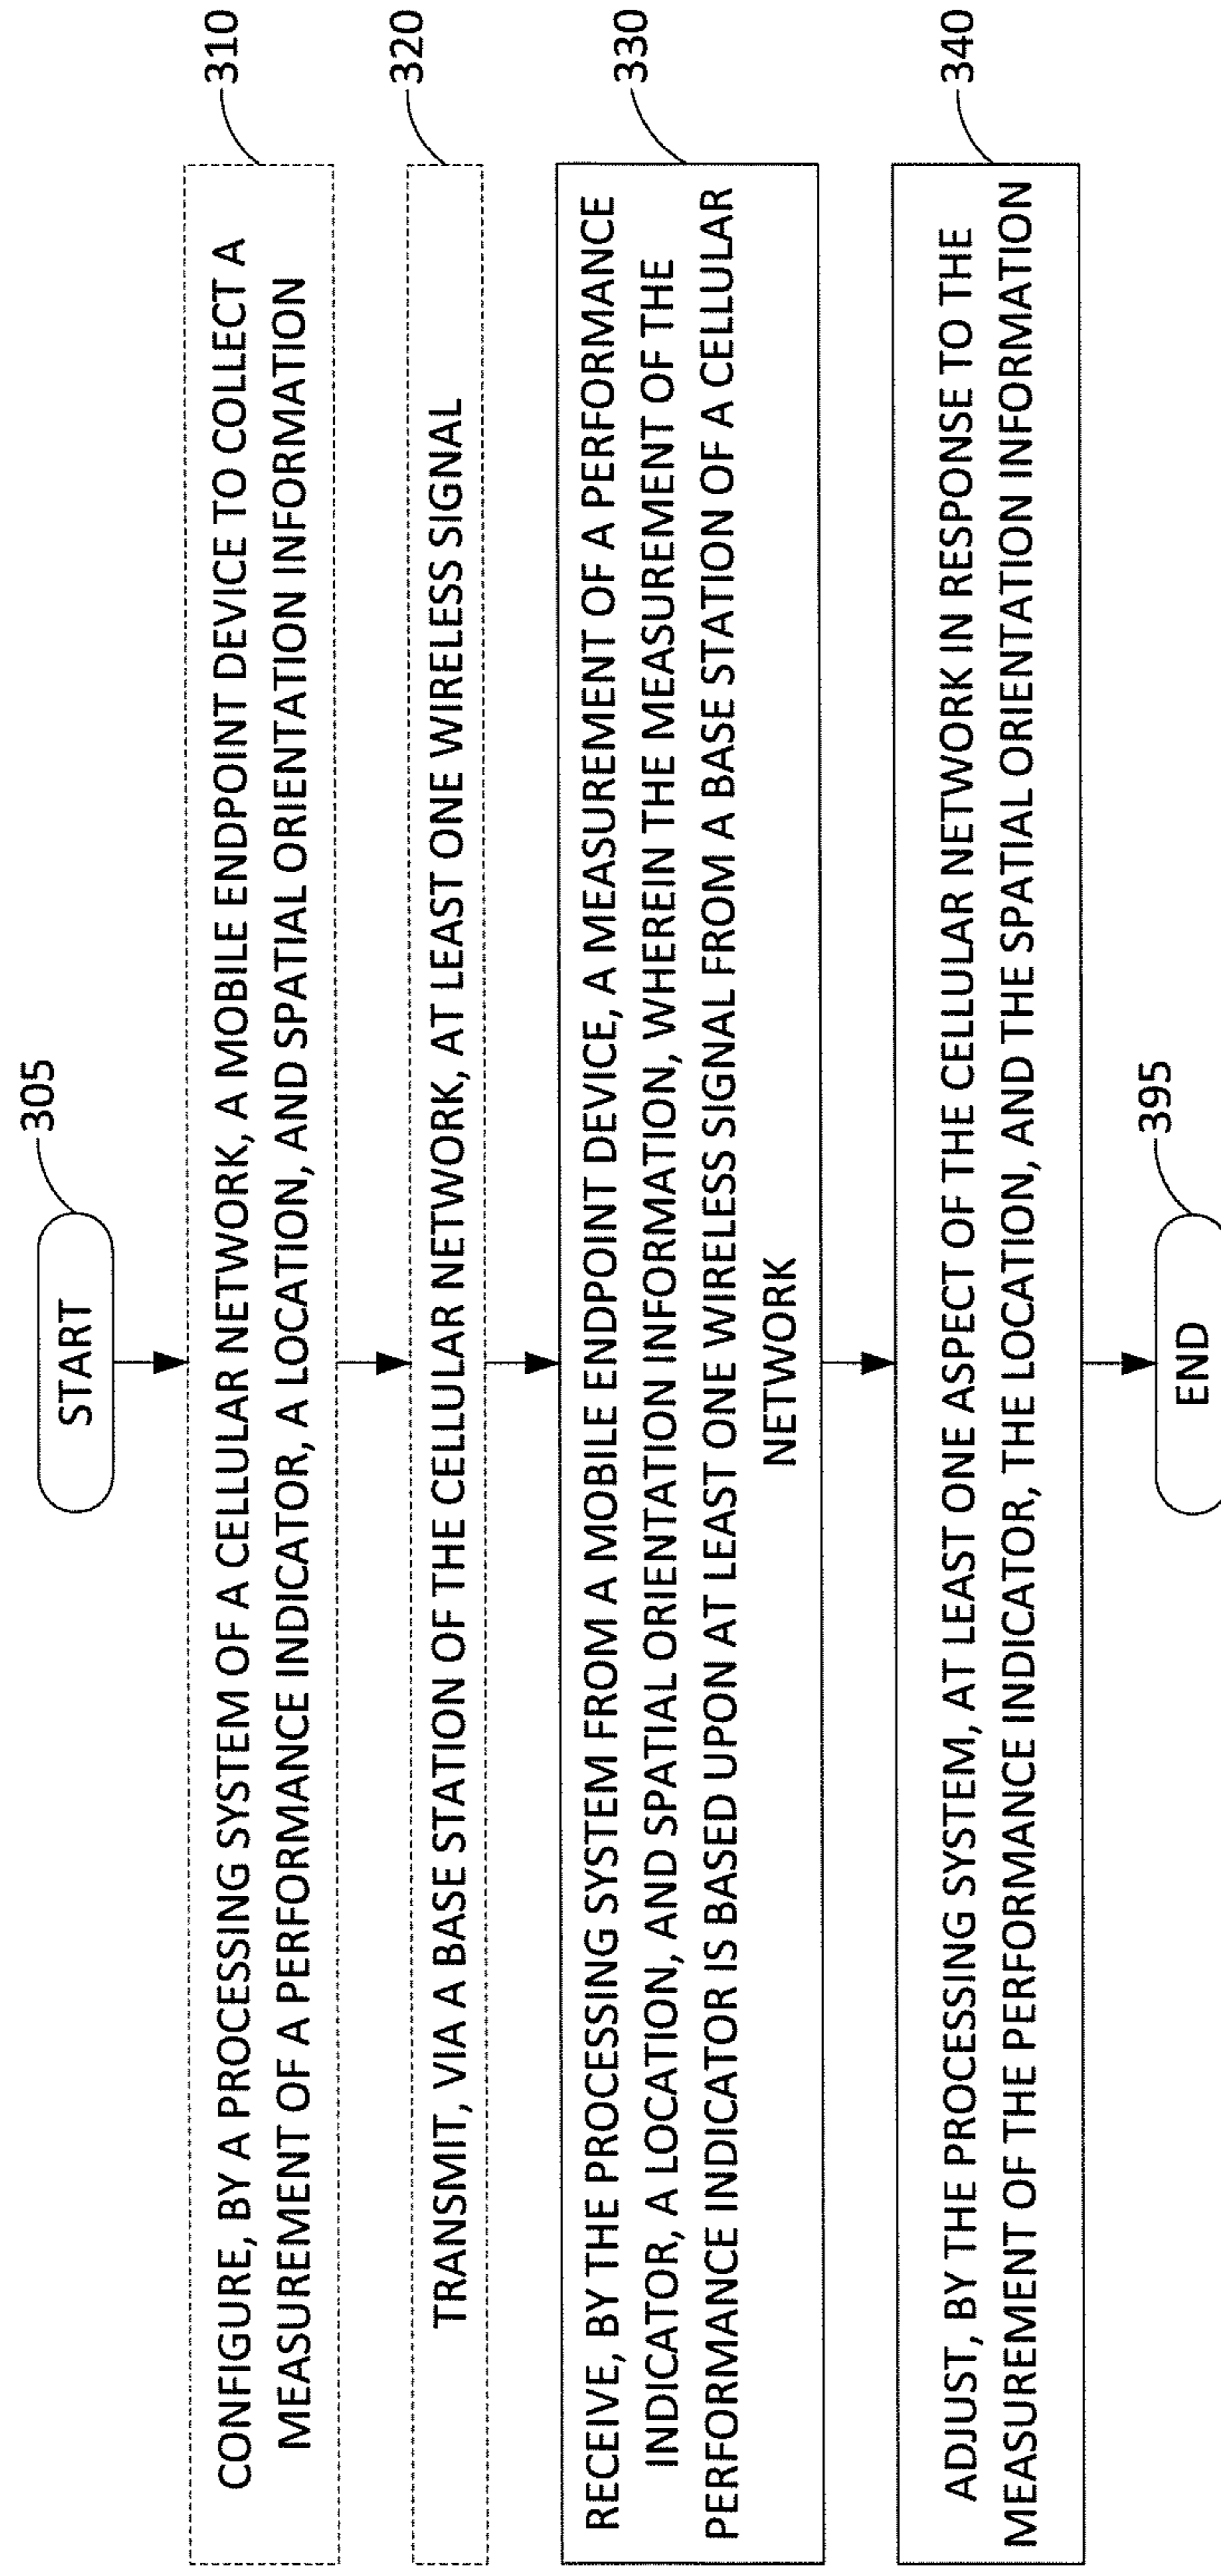 305
START
310
CONFIGURE, BY A PROCESSING SYSTEM OF A CELLULAR NETWORK, A MOBILE ENDPOINT DEVICE TO COLLECT A
MEASUREMENT OF A PERFORMANCE INDICATOR, A LOCATION, AND SPATIAL ORIENTATION INFORMATION
320
TRANSMIT, VIA A BASE STATION OF THE CELLULAR NETWORK, AT LEAST ONE WIRELESS SIGNAL
330
RECEIVE, BY THE PROCESSING SYSTEM FROM A MOBILE ENDPOINT DEVICE, A MEASUREMENT OF A PERFORMANCE
INDICATOR, A LOCATION, AND SPATIAL ORIENTATION INFORMATION, WHEREIN THE MEASUREMENT OF THE
PERFORMANCE INDICATOR IS BASED UPON AT LEAST ONE WIRELESS SIGNAL FROM A BASE STATION OF A CELLULAR
NETWORK
340
ADJUST, BY THE PROCESSING SYSTEM, AT LEAST ONE ASPECT OF THE CELLULAR NETWORK IN RESPONSE TO THE
MEASUREMENT OF THE PERFORMANCE INDICATOR, THE LOCATION, AND THE SPATIAL ORIENTATION INFORMATION
395
END